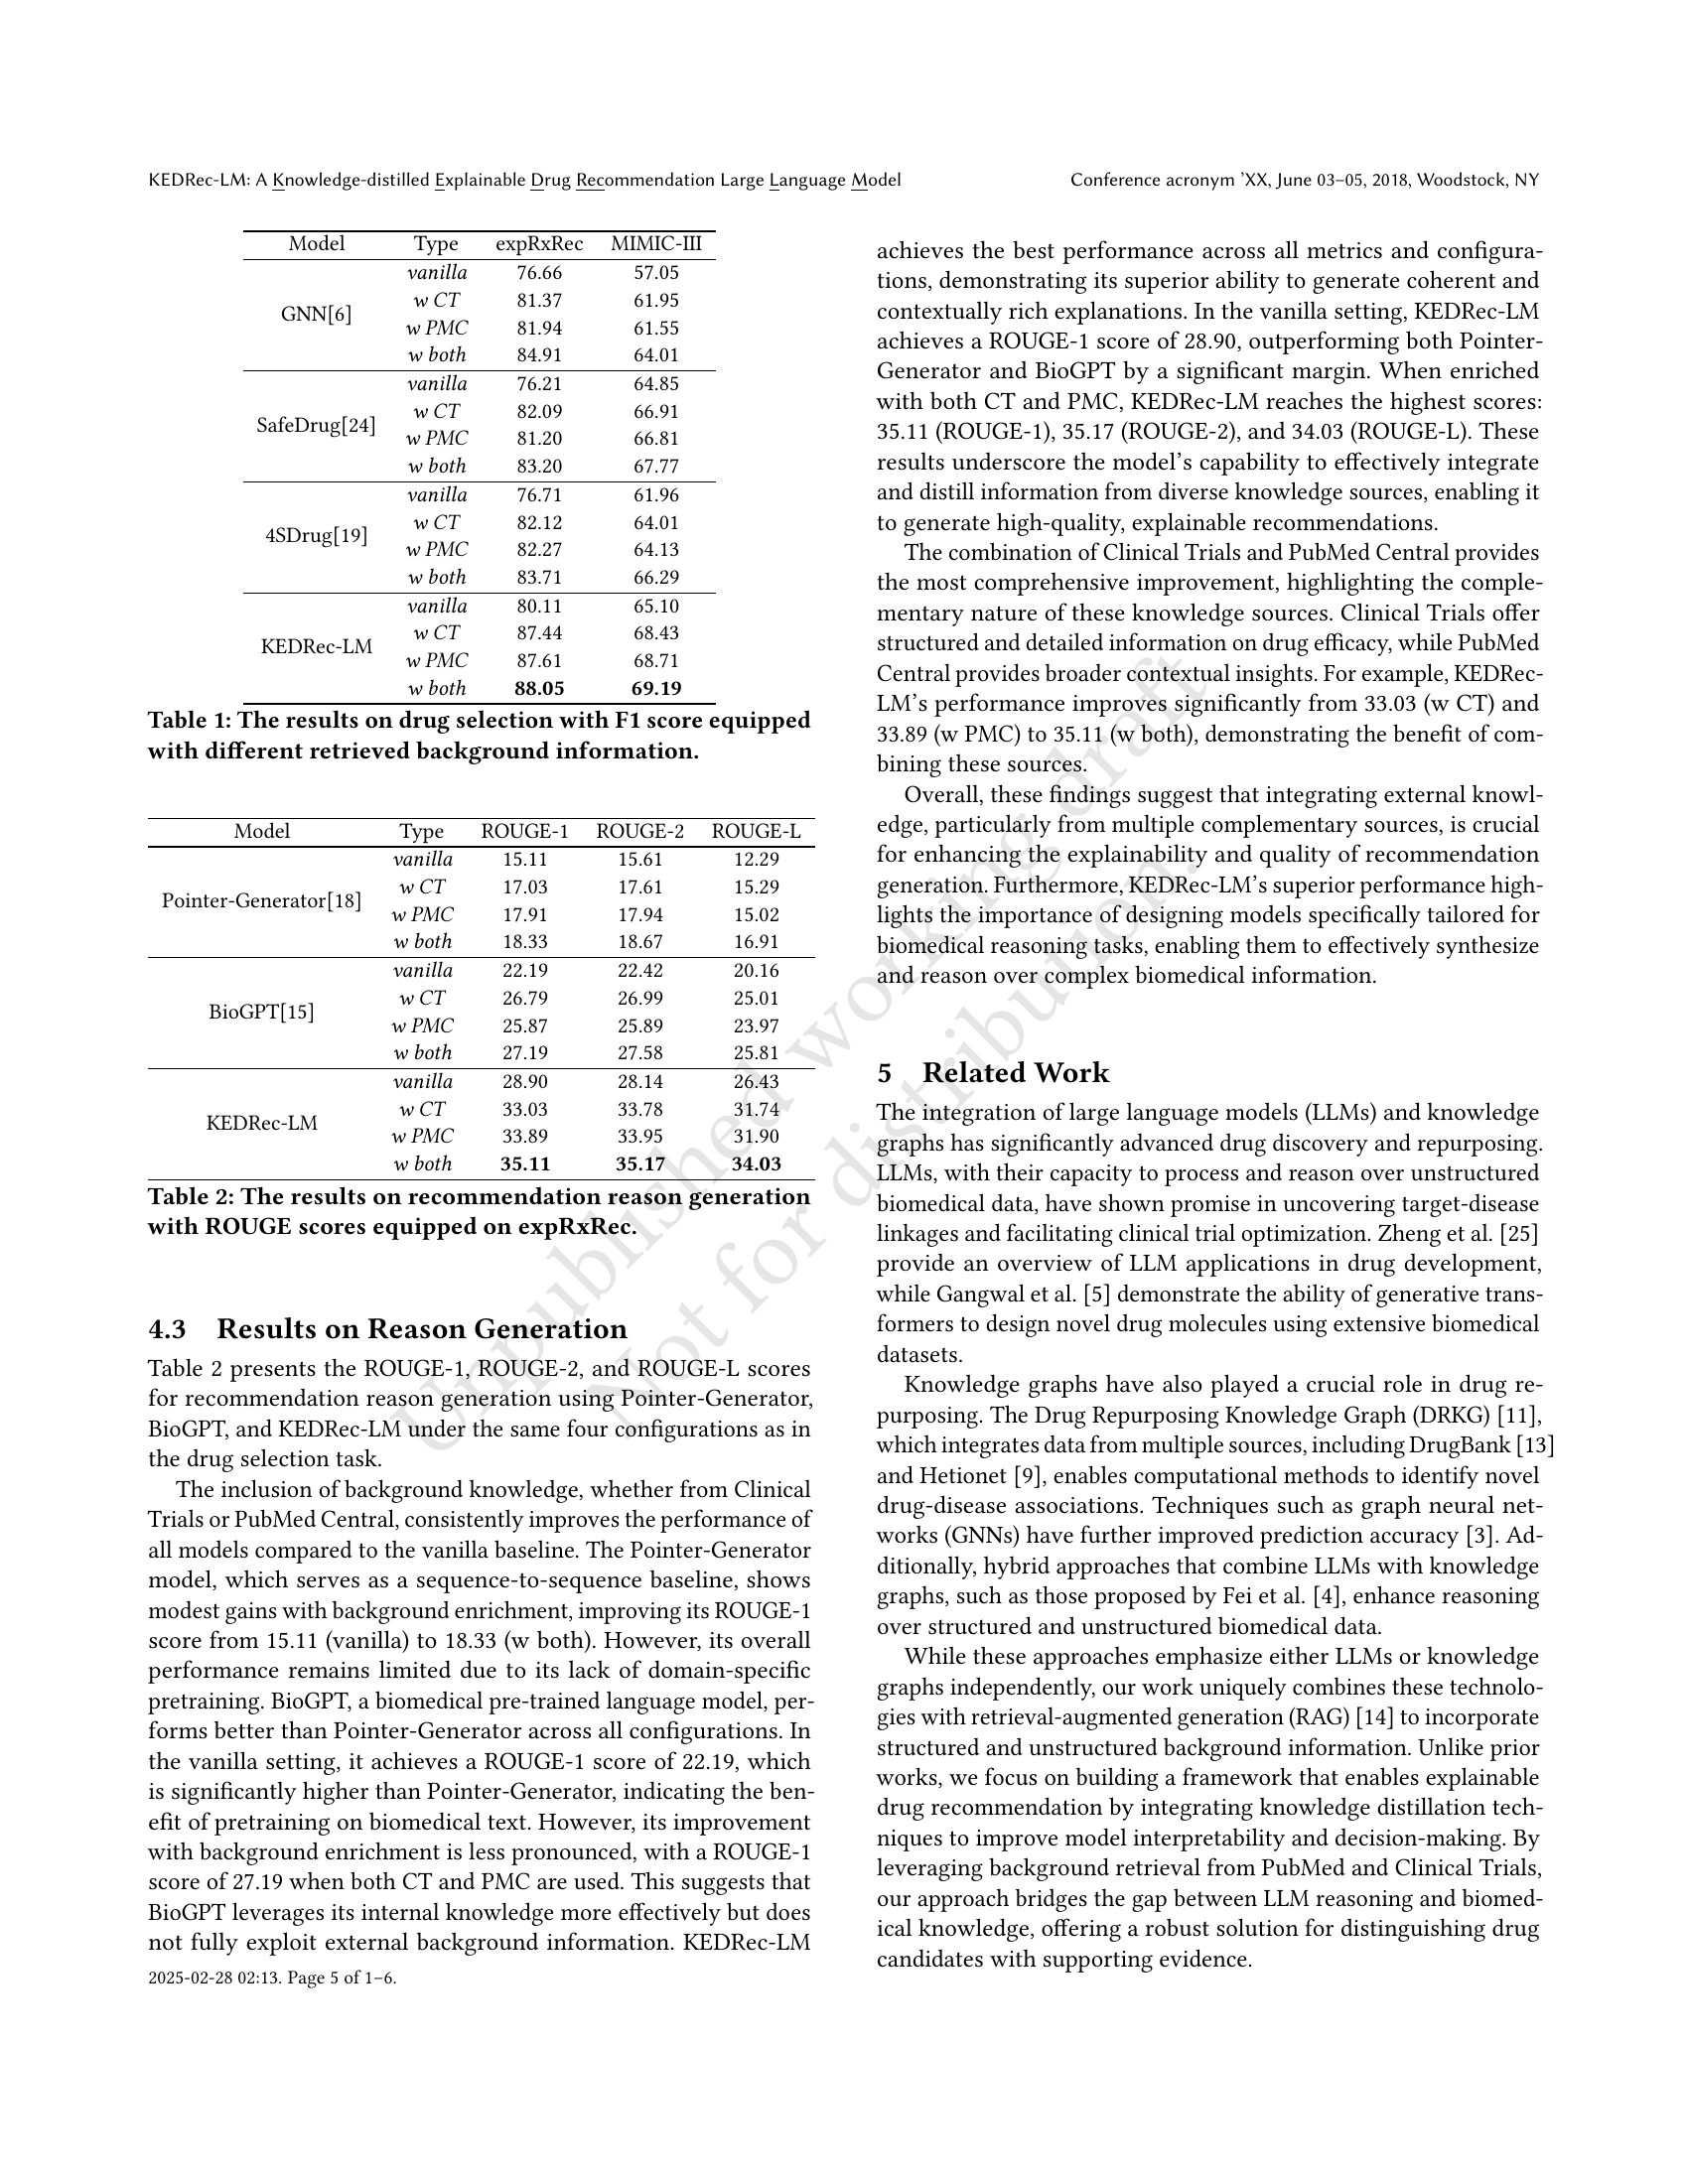 KEDRec-LM: A Knowledge-distilled Explainable Drug Recommendation Large Language Model
Conference acronym 'XX, June 03–05, 2018, Woodstock, NY
Model Type expRxRec MIMIC-III
GNN[6]
vanilla 76.66 57.05
w CT 81.37 61.95
w PMC 81.94 61.55
w both 84.91 64.01
SafeDrug[24]
vanilla 76.21 64.85
w CT 82.09 66.91
w PMC 81.20 66.81
w both 83.20 67.77
4SDrug[19]
vanilla 76.71 61.96
w CT 82.12 64.01
w PMC 82.27 64.13
w both 83.71 66.29
KEDRec-LM
vanilla 80.11 65.10
w CT 87.44 68.43
w PMC 87.61 68.71
w both 88.05 69.19
Table 1: The results on drug selection with F1 score equipped
with different retrieved background information.
Model Type ROUGE-1 ROUGE-2 ROUGE-L
Pointer-Generator[18]
vanilla 15.11 15.61 12.29
w CT 17.03 17.61 15.29
w PMC 17.91 17.94 15.02
w both 18.33 18.67 16.91
BioGPT[15]
vanilla 22.19 22.42 20.16
w CT 26.79 26.99 25.01
w PMC 25.87 25.89 23.97
w both 27.19 27.58 25.81
KEDRec-LM
vanilla 28.90 28.14 26.43
w CT 33.03 33.78 31.74
w PMC 33.89 33.95 31.90
w both 35.11 35.17 34.03
Table 2: The results on recommendation reason generation
with ROUGE scores equipped on expRxRec.
4.3 Results on Reason Generation
Table 2 presents the ROUGE-1, ROUGE-2, and ROUGE-L scores
for recommendation reason generation using Pointer-Generator,
BioGPT, and KEDRec-LM under the same four configurations as in
the drug selection task.
The inclusion of background knowledge, whether from Clinical
Trials or PubMed Central, consistently improves the performance of
all models compared to the vanilla baseline. The Pointer-Generator
model, which serves as a sequence-to-sequence baseline, shows
modest gains with background enrichment, improving its ROUGE-1
score from 15.11 (vanilla) to 18.33 (w both). However, its overall
performance remains limited due to its lack of domain-specific
pretraining. BioGPT, a biomedical pre-trained language model, per-
forms better than Pointer-Generator across all configurations. In
the vanilla setting, it achieves a ROUGE-1 score of 22.19, which
is significantly higher than Pointer-Generator, indicating the ben-
efit of pretraining on biomedical text. However, its improvement
with background enrichment is less pronounced, with a ROUGE-1
score of 27.19 when both CT and PMC are used. This suggests that
BioGPT leverages its internal knowledge more effectively but does
not fully exploit external background information. KEDRec-LM
2025-02-28 02:13. Page 5 of 1–6.
achieves the best performance across all metrics and configura-
tions, demonstrating its superior ability to generate coherent and
contextually rich explanations. In the vanilla setting, KEDRec-LM
achieves a ROUGE-1 score of 28.90, outperforming both Pointer-
Generator and BioGPT by a significant margin. When enriched
with both CT and PMC, KEDRec-LM reaches the highest scores:
35.11 (ROUGE-1), 35.17 (ROUGE-2), and 34.03 (ROUGE-L). These
results underscore the model's capability to effectively integrate
and distill information from diverse knowledge sources, enabling it
to generate high-quality, explainable recommendations.
The combination of Clinical Trials and PubMed Central provides
the most comprehensive improvement, highlighting the comple-
mentary nature of these knowledge sources. Clinical Trials offer
structured and detailed information on drug efficacy, while PubMed
Central provides broader contextual insights. For example, KEDRec-
LM's performance improves significantly from 33.03 (w CT) and
33.89 (w PMC) to 35.11 (w both), demonstrating the benefit of com-
bining these sources.
Overall, these findings suggest that integrating external knowl-
edge, particularly from multiple complementary sources, is crucial
for enhancing the explainability and quality of recommendation
generation. Furthermore, KEDRec-LM's superior performance high-
lights the importance of designing models specifically tailored for
biomedical reasoning tasks, enabling them to effectively synthesize
and reason over complex biomedical information.
5 Related Work
The integration of large language models (LLMs) and knowledge
graphs has significantly advanced drug discovery and repurposing.
LLMs, with their capacity to process and reason over unstructured
biomedical data, have shown promise in uncovering target-disease
linkages and facilitating clinical trial optimization. Zheng et al. [25]
provide an overview of LLM applications in drug development,
while Gangwal et al. [5] demonstrate the ability of generative trans-
formers to design novel drug molecules using extensive biomedical
datasets.
Knowledge graphs have also played a crucial role in drug re-
purposing. The Drug Repurposing Knowledge Graph (DRKG) [11],
which integrates data from multiple sources, including DrugBank [13]
and Hetionet [9], enables computational methods to identify novel
drug-disease associations. Techniques such as graph neural net-
works (GNNs) have further improved prediction accuracy [3]. Ad-
ditionally, hybrid approaches that combine LLMs with knowledge
graphs, such as those proposed by Fei et al. [4], enhance reasoning
over structured and unstructured biomedical data.
While these approaches emphasize either LLMs or knowledge
graphs independently, our work uniquely combines these technolo-
gies with retrieval-augmented generation (RAG) [14] to incorporate
structured and unstructured background information. Unlike prior
works, we focus on building a framework that enables explainable
drug recommendation by integrating knowledge distillation tech-
niques to improve model interpretability and decision-making. By
leveraging background retrieval from PubMed and Clinical Trials,
our approach bridges the gap between LLM reasoning and biomed-
ical knowledge, offering a robust solution for distinguishing drug
candidates with supporting evidence.
Unpublished working draft.
Not for distribution.